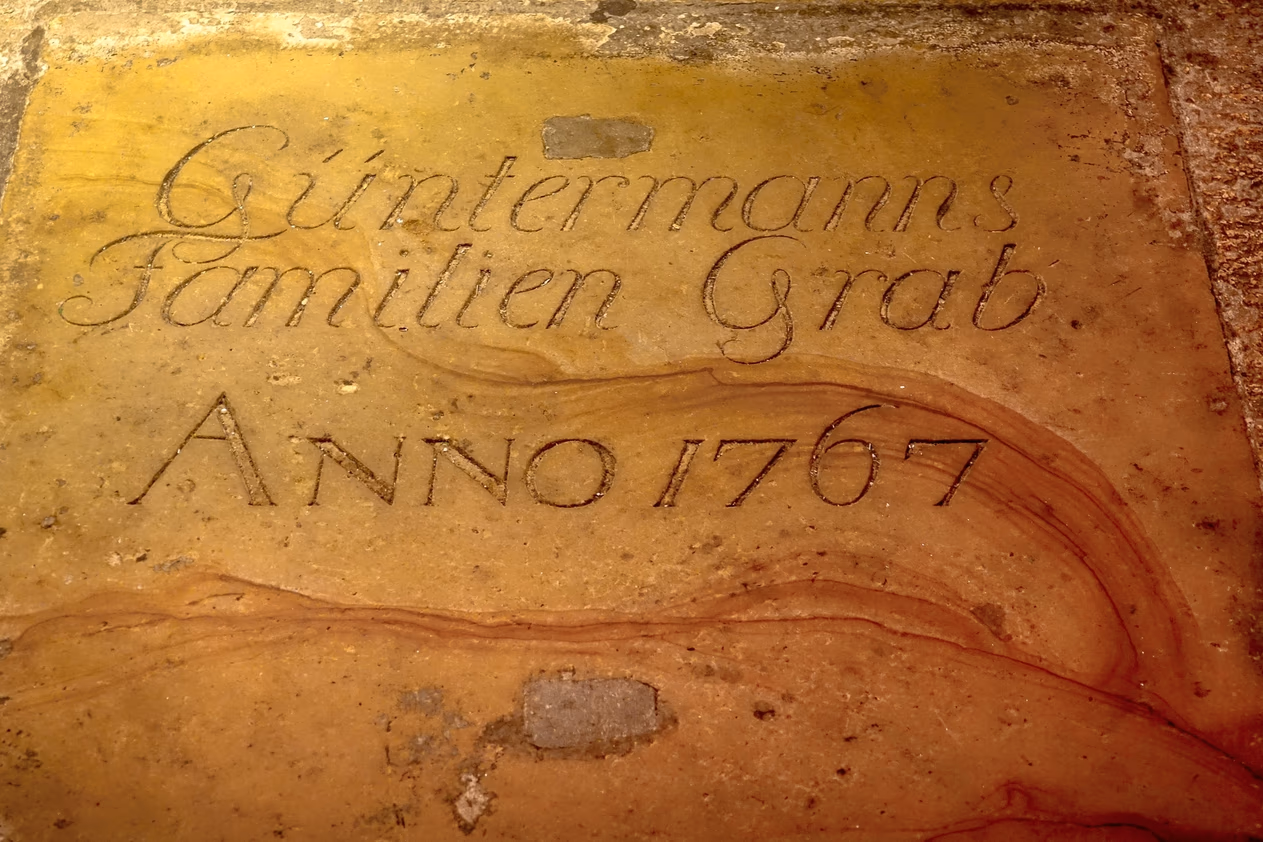 Güntermanns
Familien Grab.
ANNO 1767